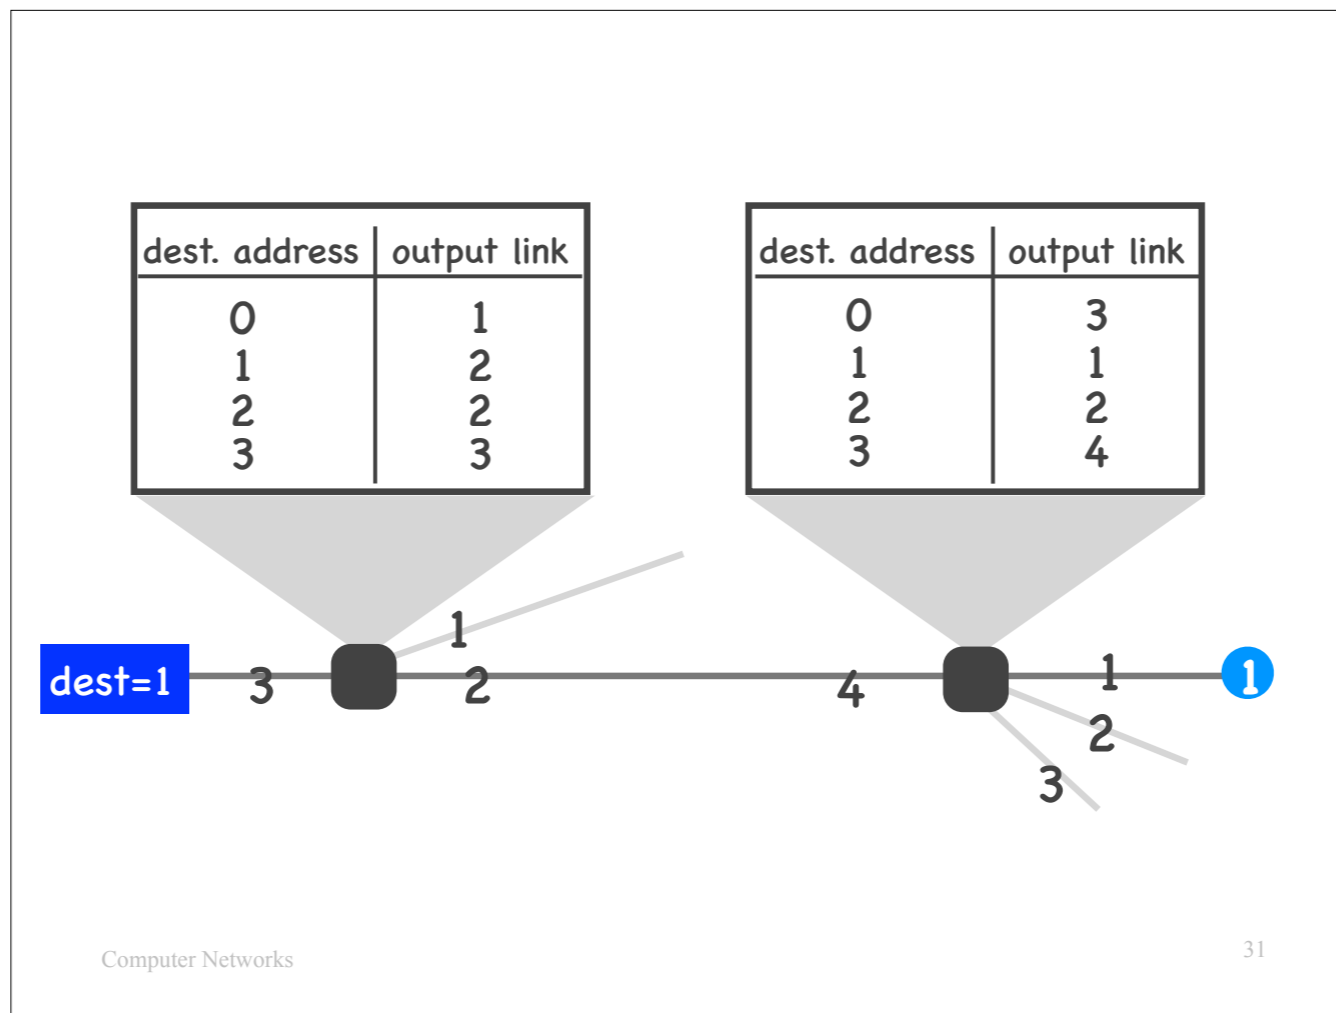 dest. address output link
0 1
1 2
2 2
3 3
dest. address output link
0 3
1 1
2 2
3 4
1
dest=1 3 2 4 1 1
2
3
Computer Networks 31